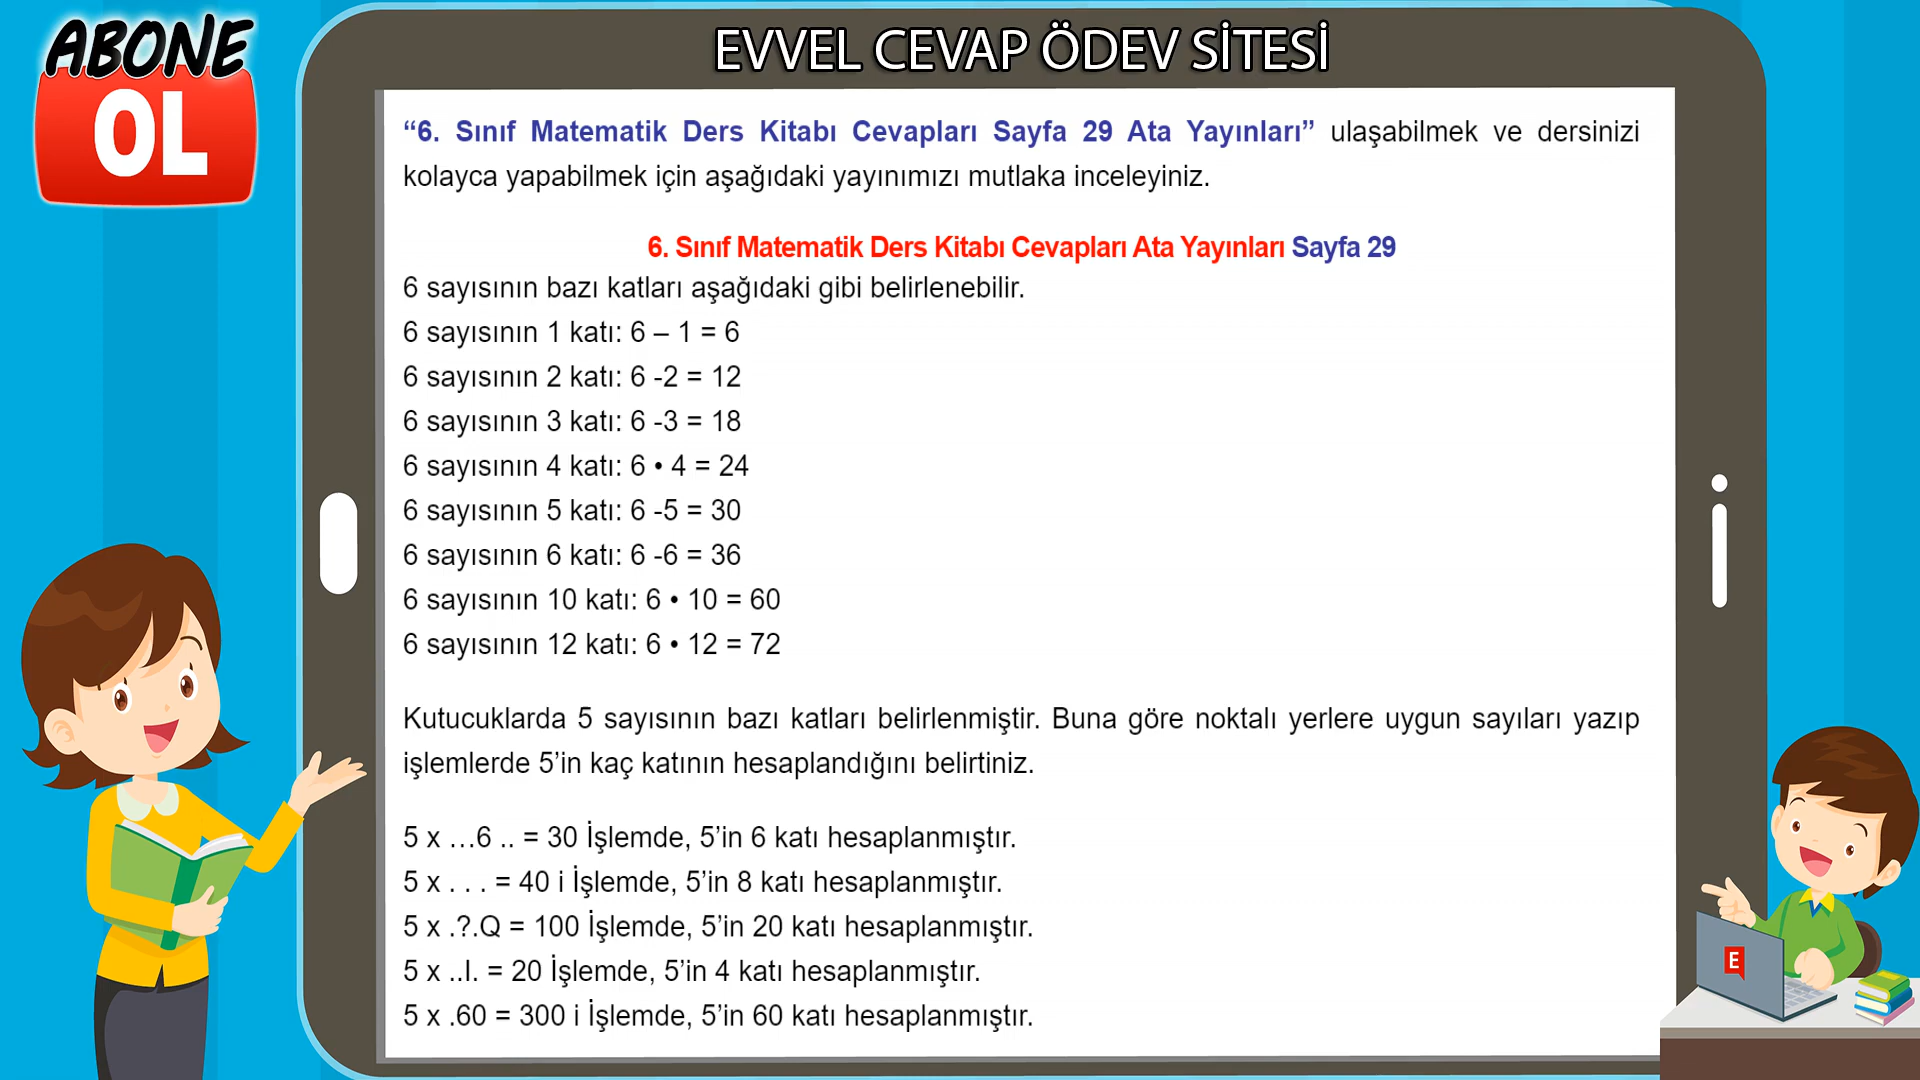 ABONE
OL
EVVEL CEVAP ÖDEV SİTESİ
“6. Sınıf Matematik Ders Kitabı Cevapları Sayfa 29 Ata Yayınları” ulaşabilmek ve dersinizi
kolayca yapabilmek için aşağıdaki yayınımızı mutlaka inceleyiniz.
6. Sınıf Matematik Ders Kitabı Cevapları Ata Yayınları Sayfa 29
6 sayısının bazı katları aşağıdaki gibi belirlenebilir.
6 sayısının 1 katı: 6 – 1 = 6
6 sayısının 2 katı: 6 -2 = 12
6 sayısının 3 katı: 6 -3 = 18
6 sayısının 4 katı: 6 • 4 = 24
6 sayısının 5 katı: 6 -5 = 30
6 sayısının 6 katı: 6 -6 = 36
6 sayısının 10 katı: 6 • 10 = 60
6 sayısının 12 katı: 6 • 12 = 72
Kutucuklarda 5 sayısının bazı katları belirlenmiştir. Buna göre noktalı yerlere uygun sayıları yazıp
işlemlerde 5’in kaç katının hesaplandığını belirtiniz.
5 x …6 .. = 30 İşlemde, 5’in 6 katı hesaplanmıştır.
5 x . . . = 40 i İşlemde, 5’in 8 katı hesaplanmıştır.
5 x .?.Q = 100 İşlemde, 5’in 20 katı hesaplanmıştır.
5 x ..I. = 20 İşlemde, 5’in 4 katı hesaplanmıştır.
5 x .60 = 300 i İşlemde, 5’in 60 katı hesaplanmıştır.
E